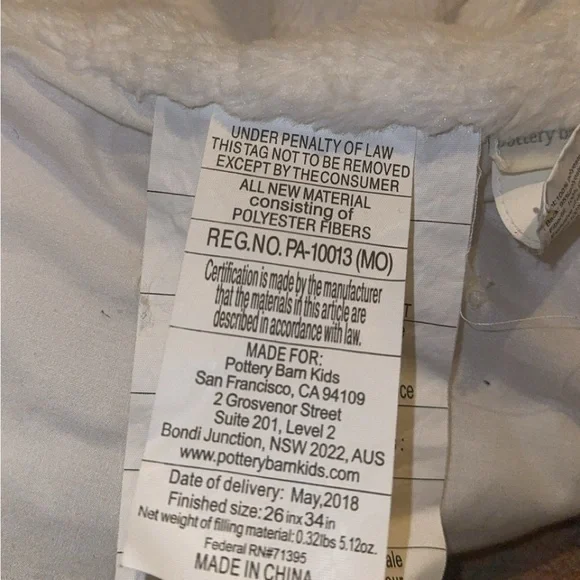 UNDER PENALTY OF LAW
THIS TAG NOT TO BE REMOVED
EXCEPT BY THE CONSUMER
ALL NEW MATERIAL
consisting of
POLYESTER FIBERS
REG.NO. PA-10013 (MO)
Certification is made by the manufacturer
that the materials in this article are
described in accordance with law.
MADE FOR:
Pottery Barn Kids
San Francisco, CA 94109
2 Grosvenor Street
Suite 201, Level 2
Bondi Junction, NSW 2022, AUS
www.potterybarnkids.com
Date of delivery: May,2018
Finished size: 26inx34in
Net weight of filling material: 0.32lbs 5.12oz.
Federal RN#71395
MADE IN CHINA
pottery